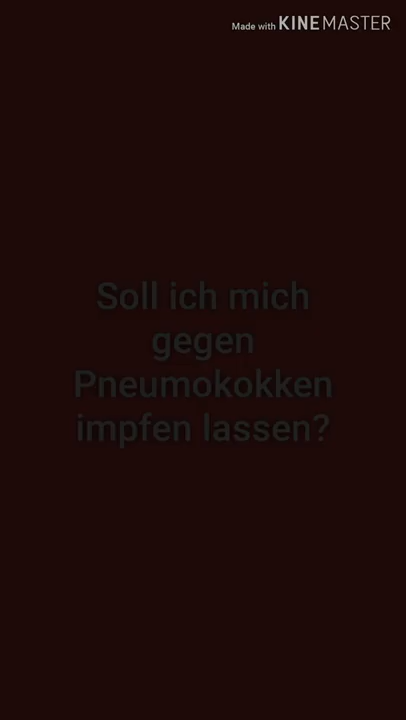 Made with KINEMASTER
Soll ich mich
gegen
Pneumokokken
impfen lassen?